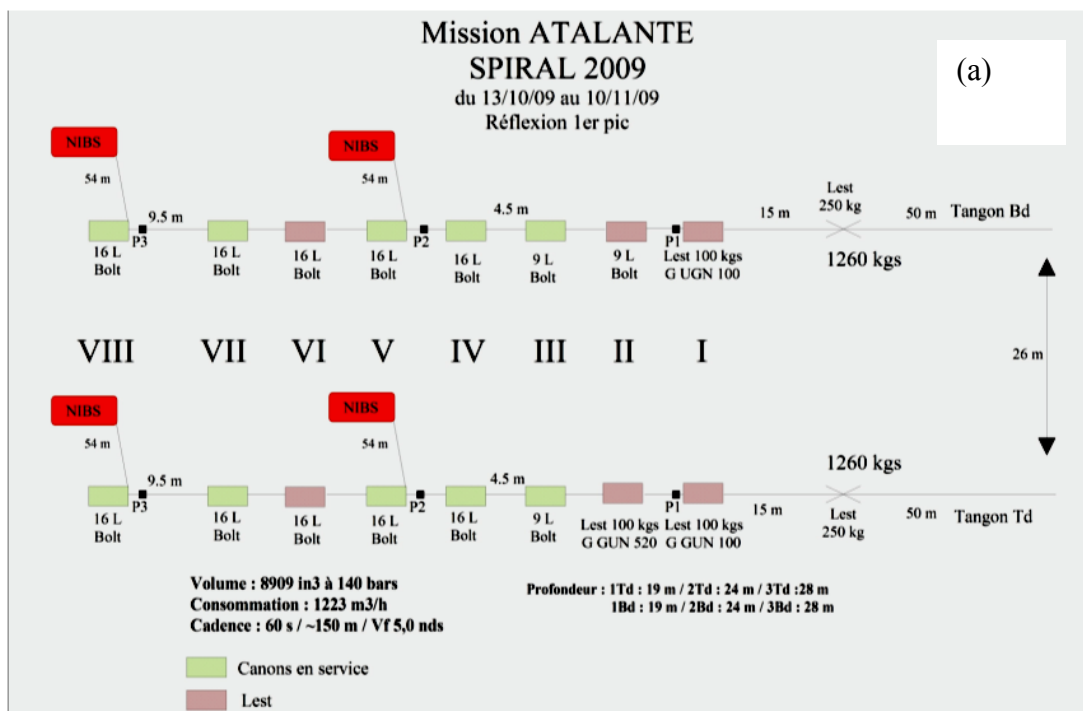 Mission ATALANTE
SPIRAL 2009
du 13/10/09 au 10/11/09
Réflexion 1er pic
(a)
NIBS
NIBS
54 m
54 m
9.5 m
4.5 m
15 m
Lest
250 kg
50 m
Tangon Bd
P3
P2
P1
16 L
Bolt
16 L
Bolt
16 L
Bolt
16 L
Bolt
16 L
Bolt
9 L
Bolt
9 L
Bolt
Lest 100 kgs
G UGN 100
1260 kgs
VIII
VII
VI
V
IV
III
II
I
26 m
NIBS
NIBS
54 m
54 m
1260 kgs
9.5 m
4.5 m
15 m
Lest
250 kg
50 m
Tangon Td
P3
P2
P1
16 L
Bolt
16 L
Bolt
16 L
Bolt
16 L
Bolt
16 L
Bolt
9 L
Bolt
Lest 100 kgs
G GUN 520
Lest 100 kgs
G GUN 100
Volume : 8909 in3 à 140 bars
Consommation : 1223 m3/h
Cadence : 60 s / ~150 m / Vf 5,0 nds
Profondeur : 1Td : 19 m / 2Td : 24 m / 3Td :28 m
1Bd : 19 m / 2Bd : 24 m / 3Bd : 28 m
Canons en service
Lest